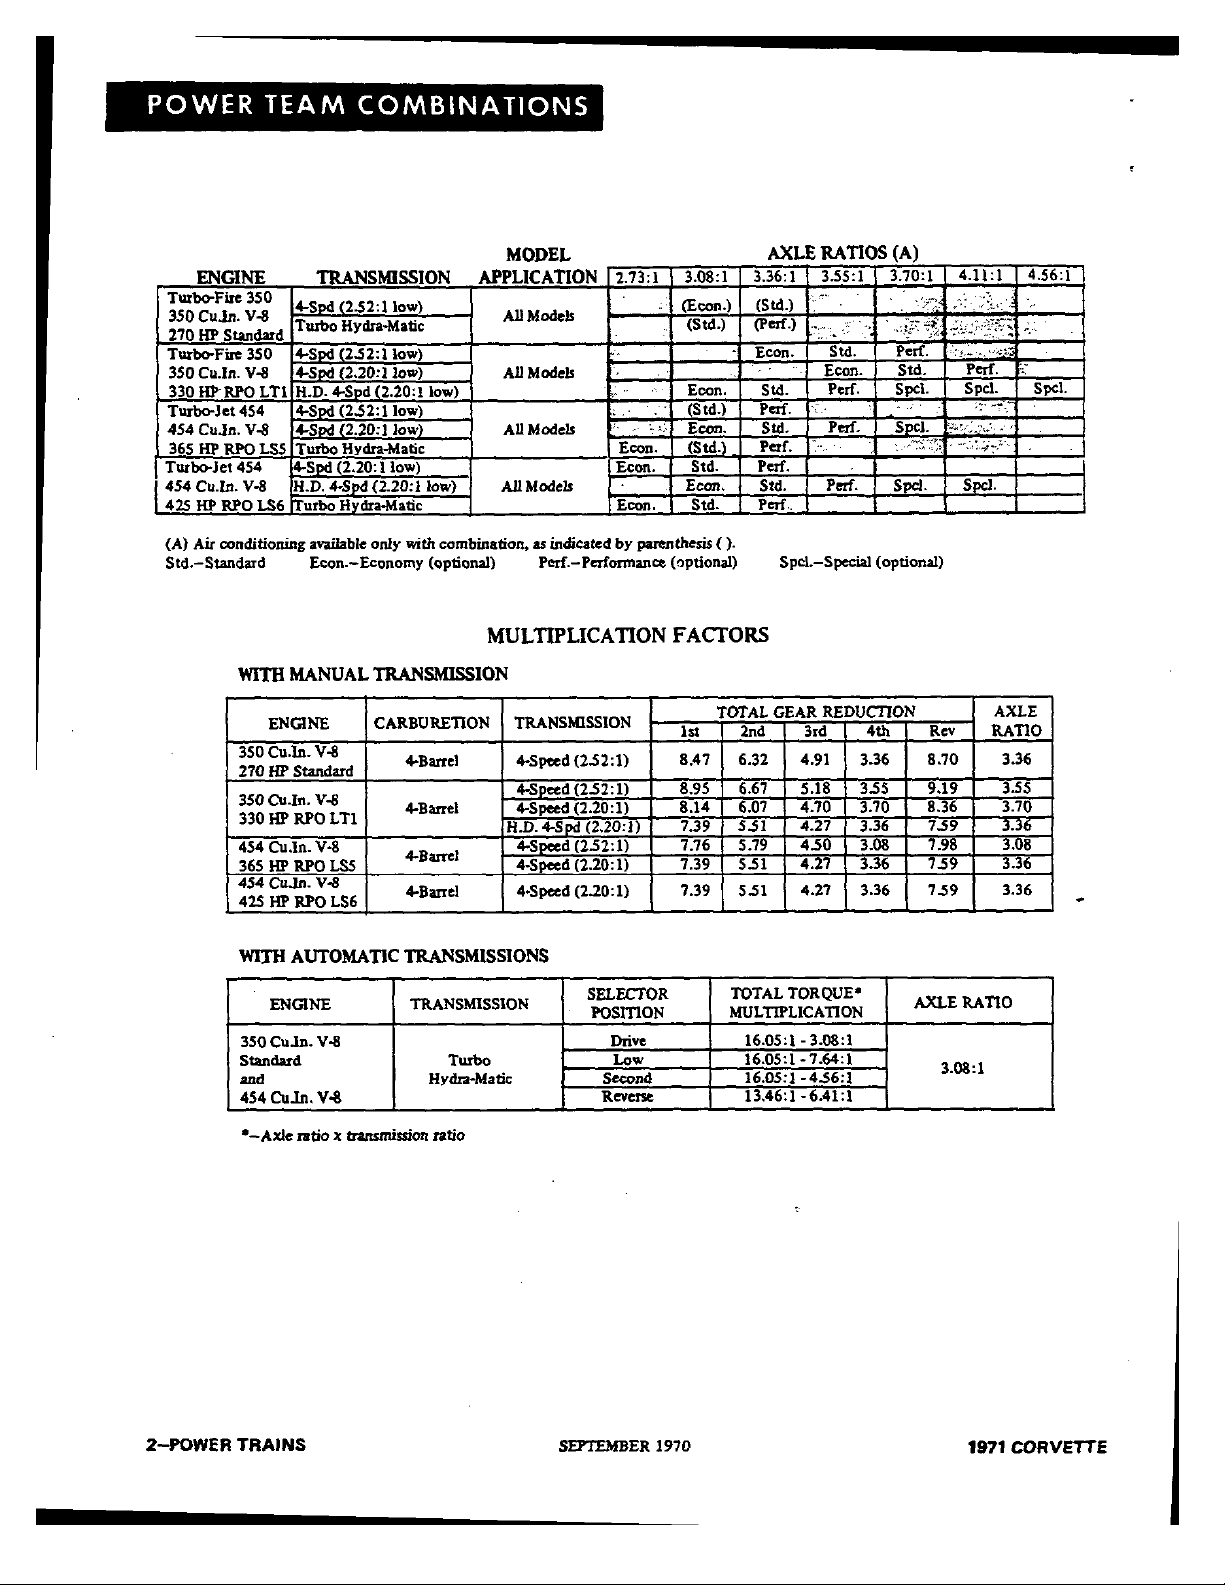 POWER TEAM COMBINATIONS
MODEL AXLE RATIOS (A)
ENGINE TRANSMISSION APPLICATION 2.73:1 3.08:1 3.36:1 3.55:1 3.70:1 4.11:1 4.56:1
Turbo-Fire 350
350 Cu.In. V-8
270 HP Standard
4-Spd (2.52:1 low) All Models (Econ.) (Std.)
Turbo Hydra-Matic (Std.) (Perf.)
Turbo-Fire 350 4-Spd (2.52:1 low) Econ. Std. Perf.
350 Cu.In. V-8 4-Spd (2.20:1 low) All Models Econ. Std. Perf.
330 HP RPO LT1 H.D. 4-Spd (2.20:1 low) Econ. Std. Perf. Spcl. Spcl. Spcl.
Turbo-Jet 454 4-Spd (2.52:1 low) (Std.) Perf.
454 Cu.In. V-8 4-Spd (2.20:1 low) All Models Econ. Std. Perf. Spcl.
365 HP RPO LS5 Turbo Hydra-Matic Econ. (Std.) Perf.
Turbo-Jet 454 4-Spd (2.20:1 low) Econ. Std. Perf.
454 Cu.In. V-8 H.D. 4-Spd (2.20:1 low) All Models Econ. Std. Perf. Spcl. Spcl.
425 HP RPO LS6 Turbo Hydra-Matic Econ. Std. Perf.
(A) Air conditioning available only with combination, as indicated by parenthesis ( ).
Std.–Standard Econ.–Economy (optional) Perf.–Performance (optional) Spcl.–Special (optional)
MULTIPLICATION FACTORS
WITH MANUAL TRANSMISSION
ENGINE CARBURETION TRANSMISSION TOTAL GEAR REDUCTION AXLE RATIO
1st 2nd 3rd 4th Rev
350 Cu.In. V-8
270 HP Standard
4-Barrel 4-Speed (2.52:1) 8.47 6.32 4.91 3.36 8.70 3.36
350 Cu.In. V-8
330 HP RPO LT1
4-Barrel
4-Speed (2.52:1) 8.95 6.67 5.18 3.55 9.19 3.55
4-Speed (2.20:1) 8.14 6.07 4.70 3.70 8.36 3.70
H.D. 4-Spd (2.20:1) 7.39 5.51 4.27 3.36 7.59 3.36
454 Cu.In. V-8
365 HP RPO LS5
4-Barrel
4-Speed (2.52:1) 7.76 5.79 4.50 3.08 7.98 3.08
4-Speed (2.20:1) 7.39 5.51 4.27 3.36 7.59 3.36
454 Cu.In. V-8
425 HP RPO LS6
4-Barrel 4-Speed (2.20:1) 7.39 5.51 4.27 3.36 7.59 3.36
WITH AUTOMATIC TRANSMISSIONS
ENGINE TRANSMISSION SELECTOR POSITION TOTAL TORQUE* MULTIPLICATION AXLE RATIO
350 Cu.In. V-8
Standard
and
454 Cu.In. V-8
Turbo
Hydra-Matic
Drive 16.05:1 - 3.08:1
Low 16.05:1 - 7.64:1
Second 16.05:1 - 4.56:1
Reverse 13.46:1 - 6.41:1
3.08:1
*–Axle ratio x transmission ratio
2–POWER TRAINS SEPTEMBER 1970 1971 CORVETTE